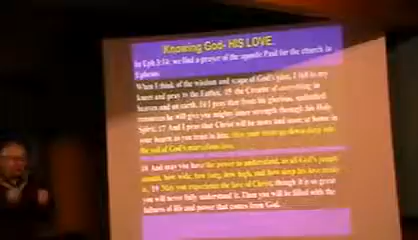 Knowing God- HIS LOVE.
In Eph 3:14, we find a prayer of the apostle Paul for the church in
Ephesus.
When I think of the wisdom and scope of God's plan, I fall to my
knees and pray to the Father, 15 the Creator of everything in
heaven and on earth. 16 I pray that from his glorious, unlimited
resources he will give you mighty inner strength through his Holy
Spirit. 17 And I pray that Christ will be more and more at home in
your hearts as you trust in him. May your roots go down deep into
the soil of God's marvelous love.
18 And may you have the power to understand, as all God's people
should, how wide, how long, how high, and how deep his love really
is. 19 May you experience the love of Christ, though it is so great
you will never fully understand it. Then you will be filled with the
fullness of life and power that comes from God.